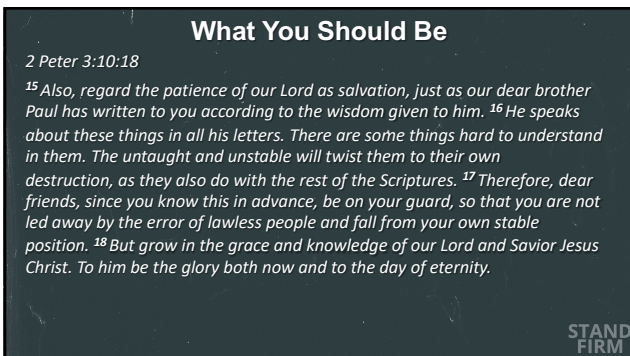 What You Should Be
2 Peter 3:10:18
15 Also, regard the patience of our Lord as salvation, just as our dear brother
Paul has written to you according to the wisdom given to him. 16 He speaks
about these things in all his letters. There are some things hard to understand
in them. The untaught and unstable will twist them to their own
destruction, as they also do with the rest of the Scriptures. 17 Therefore, dear
friends, since you know this in advance, be on your guard, so that you are not
led away by the error of lawless people and fall from your own stable
position. 18 But grow in the grace and knowledge of our Lord and Savior Jesus
Christ. To him be the glory both now and to the day of eternity.
STAND
FIRM